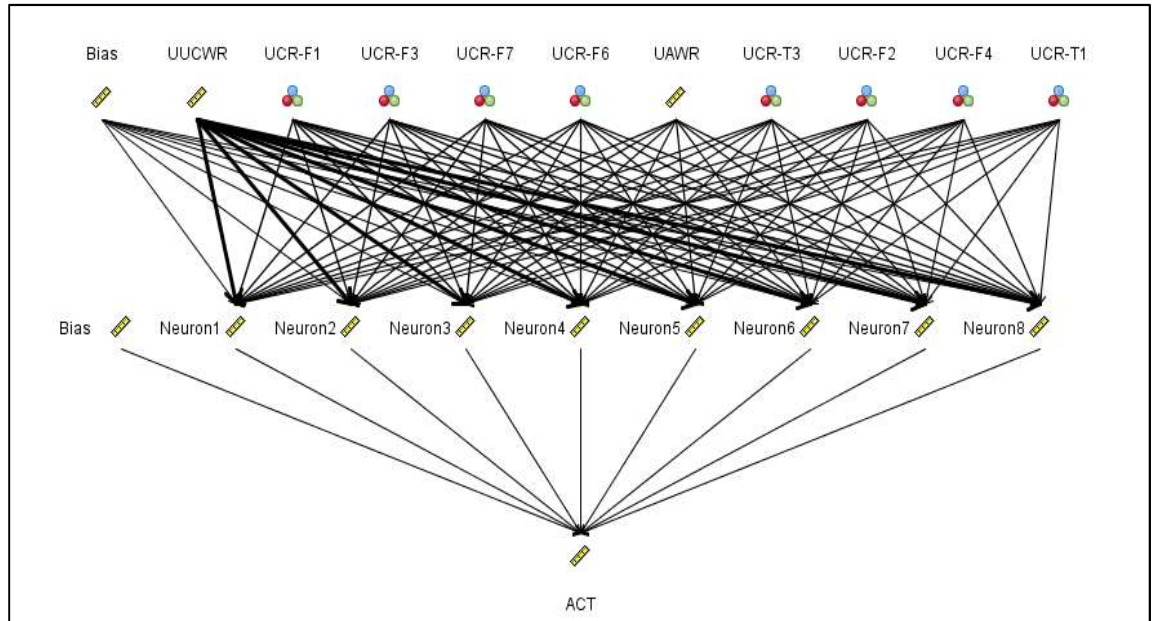 Bias UUCWR UCR-F1 UCR-F3 UCR-F7 UCR-F6 UAWR UCR-T3 UCR-F2 UCR-F4 UCR-T1
Bias Neuron1 Neuron2 Neuron3 Neuron4 Neuron5 Neuron6 Neuron7 Neuron8
ACT